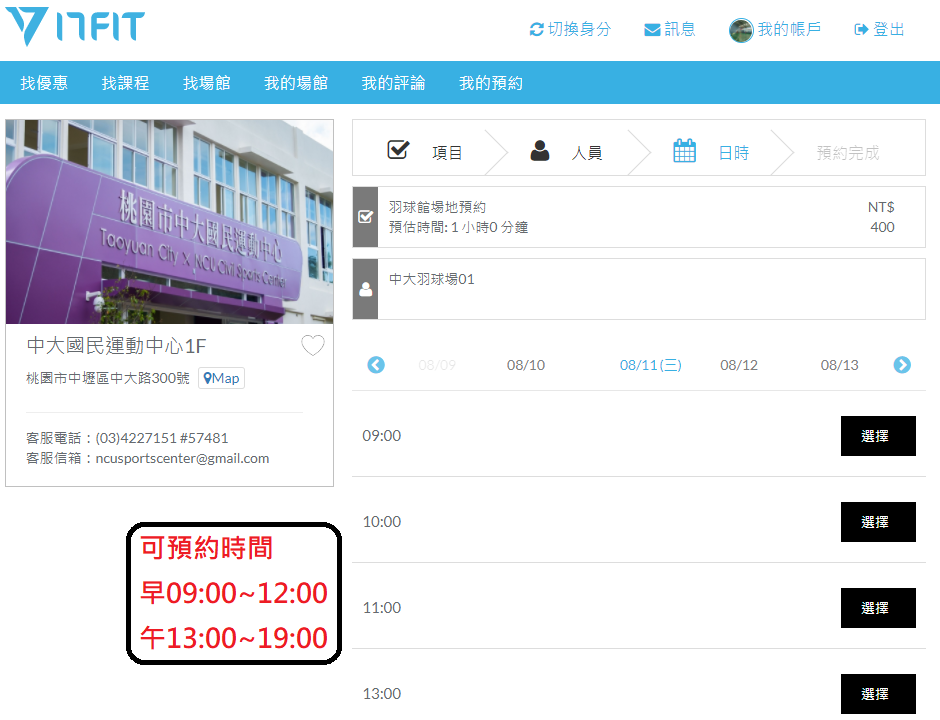 17FIT
切換身分
訊息
我的帳戶
登出
找優惠 找課程 找場館 我的場館 我的評論 我的預約
桃園市中大國民運動中心
Taoyuan City X NCU Civil Sports Center
中大國民運動中心1F
桃園市中壢區中大路300號 Map
客服電話：(03)4227151 #57481
客服信箱：ncusportscenter@gmail.com
可預約時間
早09:00~12:00
午13:00~19:00
項目 人員 日時 預約完成
羽球館場地預約 NT$
預估時間: 1 小時0 分鐘 400
中大羽球場01
08/09 08/10 08/11(三) 08/12 08/13
09:00 選擇
10:00 選擇
11:00 選擇
13:00 選擇